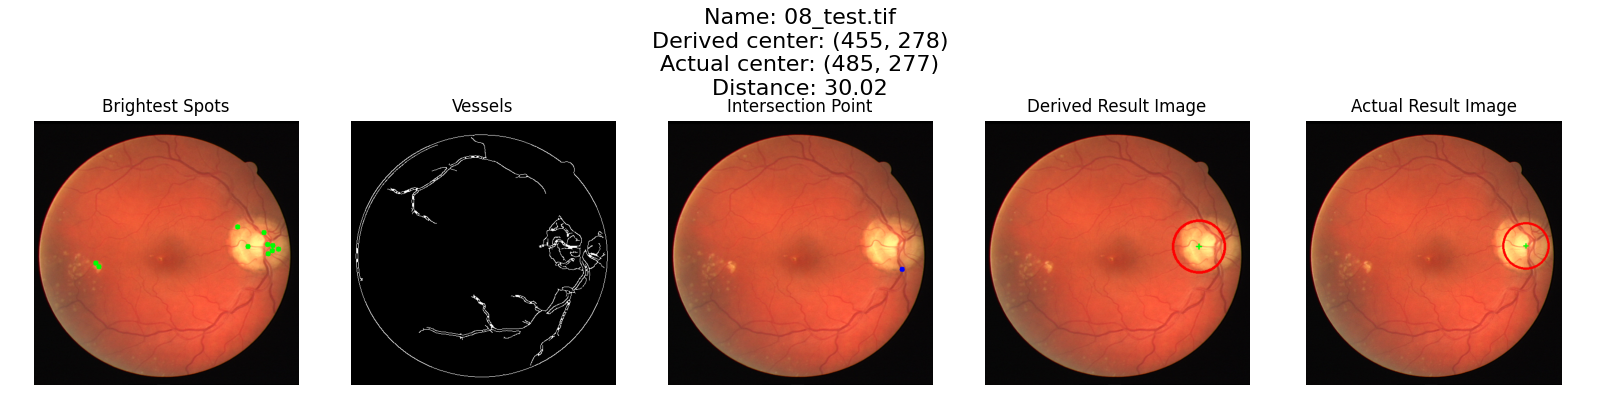 Name: 08_test.tif
Derived center: (455, 278)
Actual center: (485, 277)
Distance: 30.02
Brightest Spots
Vessels
Intersection Point
Derived Result Image
Actual Result Image